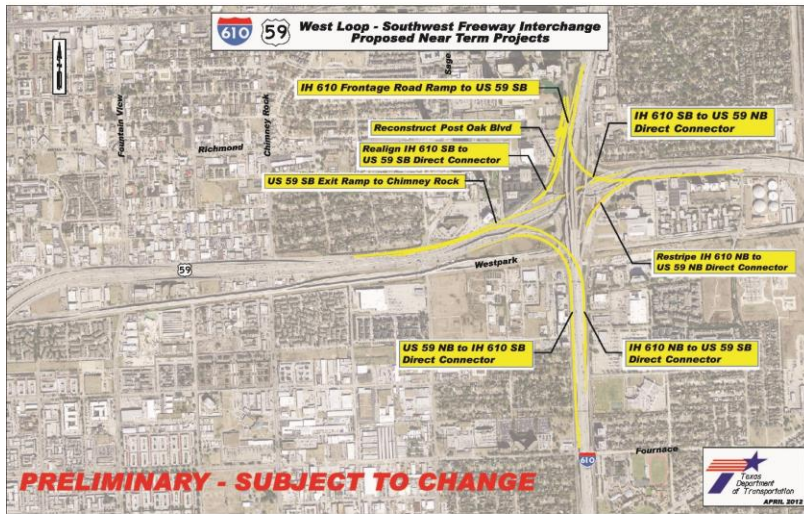 610
59
West Loop - Southwest Freeway Interchange
Proposed Near Term Projects
N
Sage
IH 610 Frontage Road Ramp to US 59 SB
IH 610 SB to US 59 NB
Direct Connector
Reconstruct Post Oak Blvd
Fountain View
Chimney Rock
Richmond
Realign IH 610 SB to
US 59 SB Direct Connector
US 59 SB Exit Ramp to Chimney Rock
59
Westpark
Restripe IH 610 NB to
US 59 NB Direct Connector
US 59 NB to IH 610 SB
Direct Connector
IH 610 NB to US 59 SB
Direct Connector
Fournace
610
PRELIMINARY - SUBJECT TO CHANGE
Texas
Department
of Transportation
APRIL 2012